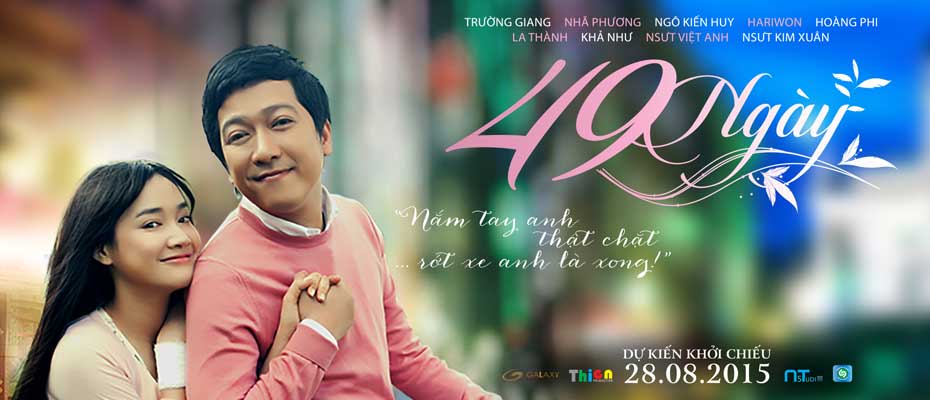 TRƯỜNG GIANG NHÃ PHƯƠNG NGÔ KIẾN HUY HARIWON HOÀNG PHI
LA THÀNH KHẢ NHƯ NSƯT VIỆT ANH NSƯT KIM XUÂN
49 Ngày
"Nắm tay anh
thật chặt
... rớt xe anh là xong!"
DỰ KIẾN KHỞI CHIẾU
GALAXY 28.08.2015